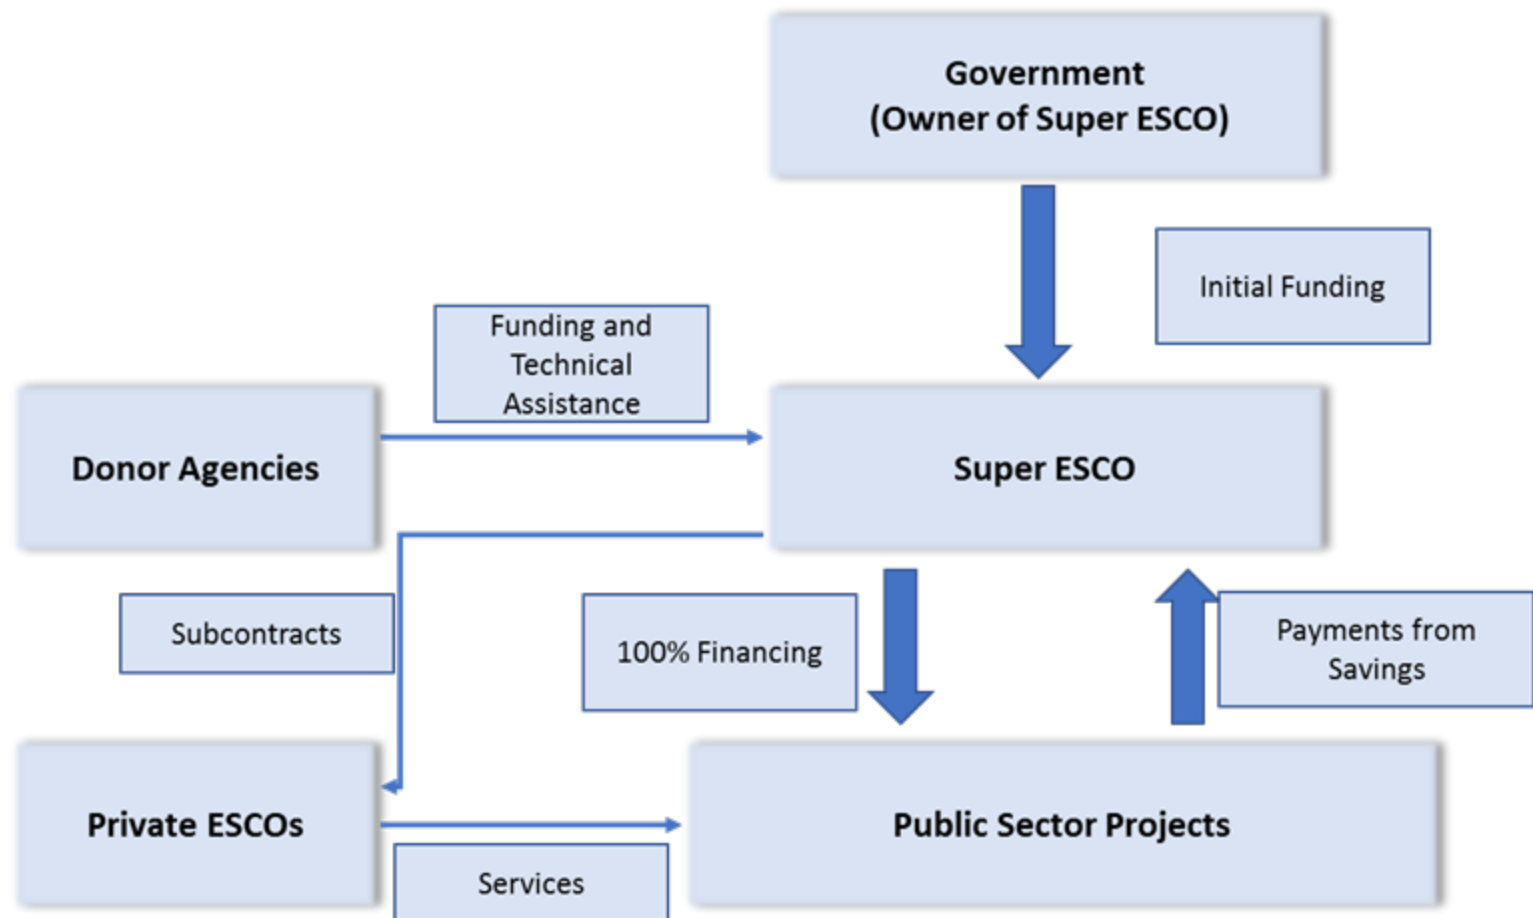 Government
(Owner of Super ESCO)
Initial Funding
Funding and
Technical
Assistance
Donor Agencies
Super ESCO
Subcontracts
100% Financing
Payments from
Savings
Private ESCOs
Public Sector Projects
Services